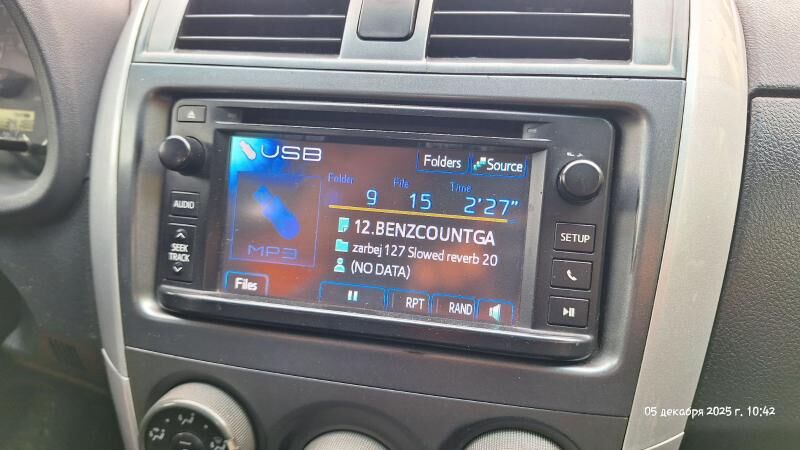 USB
Folders
Source
Folder File Time
9 15 2'27"
MP3
12.BENZCOUNTGA
zarbej 127 Slowed reverb 20
(NO DATA)
Files
RPT
RAND
AUDIO
SEEK
TRACK
SETUP
05 декабря 2025 г. 10:42